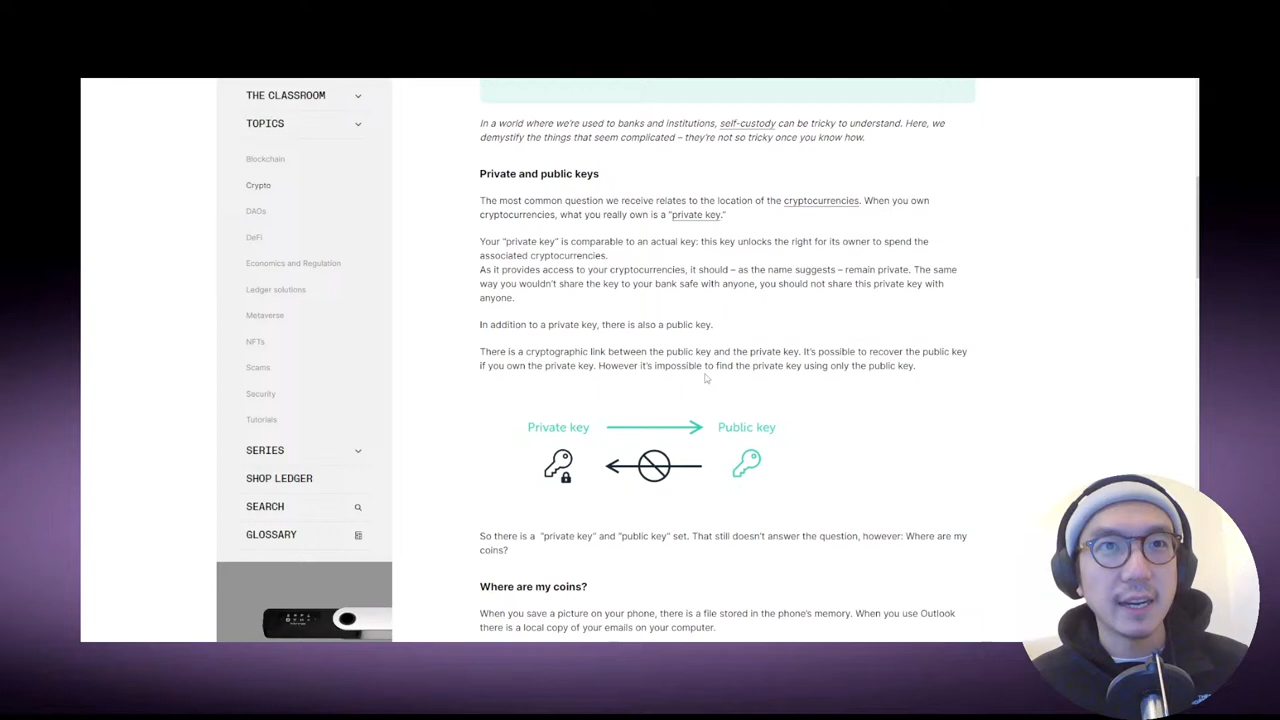 THE CLASSROOM
TOPICS
Blockchain
Crypto
DAOs
DeFi
Economics and Regulation
Ledger solutions
Metaverse
NFTs
Scams
Security
Tutorials
SERIES
SHOP LEDGER
SEARCH
GLOSSARY
In a world where we're used to banks and institutions, self-custody can be tricky to understand. Here, we
demystify the things that seem complicated – they're not so tricky once you know how.
Private and public keys
The most common question we receive relates to the location of the cryptocurrencies. When you own
cryptocurrencies, what you really own is a “private key.”
Your “private key” is comparable to an actual key: this key unlocks the right for its owner to spend the
associated cryptocurrencies.
As it provides access to your cryptocurrencies, it should – as the name suggests – remain private. The same
way you wouldn't share the key to your bank safe with anyone, you should not share this private key with
anyone.
In addition to a private key, there is also a public key.
There is a cryptographic link between the public key and the private key. It's possible to recover the public key
if you own the private key. However it's impossible to find the private key using only the public key.
Private key
Public key
So there is a “private key” and “public key” set. That still doesn't answer the question, however: Where are my
coins?
Where are my coins?
When you save a picture on your phone, there is a file stored in the phone's memory. When you use Outlook
there is a local copy of your emails on your computer.